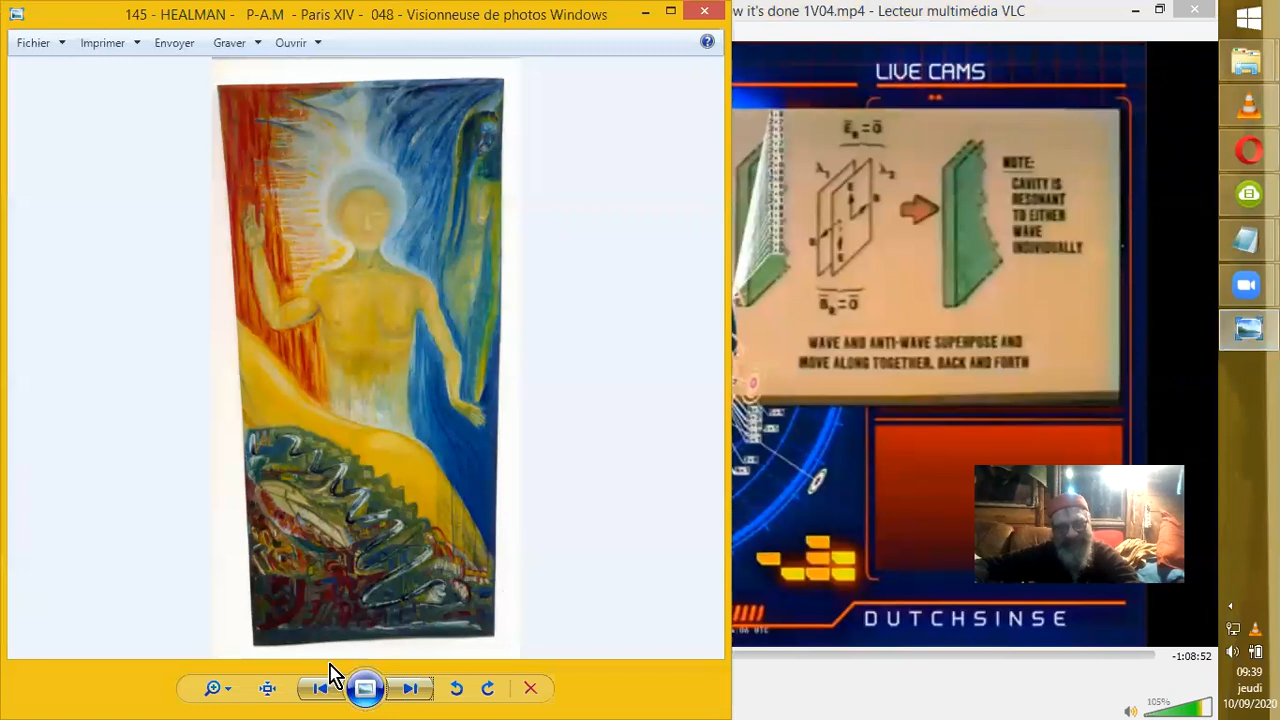 145 - HEALMAN - P-A.M - Paris XIV - 048 - Visionneuse de photos Windows
w it's done 1V04.mp4 - Lecteur multimédia VLC
Fichier Imprimer Envoyer Graver Ouvrir
LIVE CAMS
NOTE:
CAVITY IS
RESONANT
TO EITHER
WAVE
INDIVIDUALLY
WAVE AND ANTI-WAVE SUPERPOSE AND
MOVE ALONG TOGETHER, BACK AND FORTH
DUTCHSINSE
-1:08:52
105%
09:39
jeudi
10/09/2020